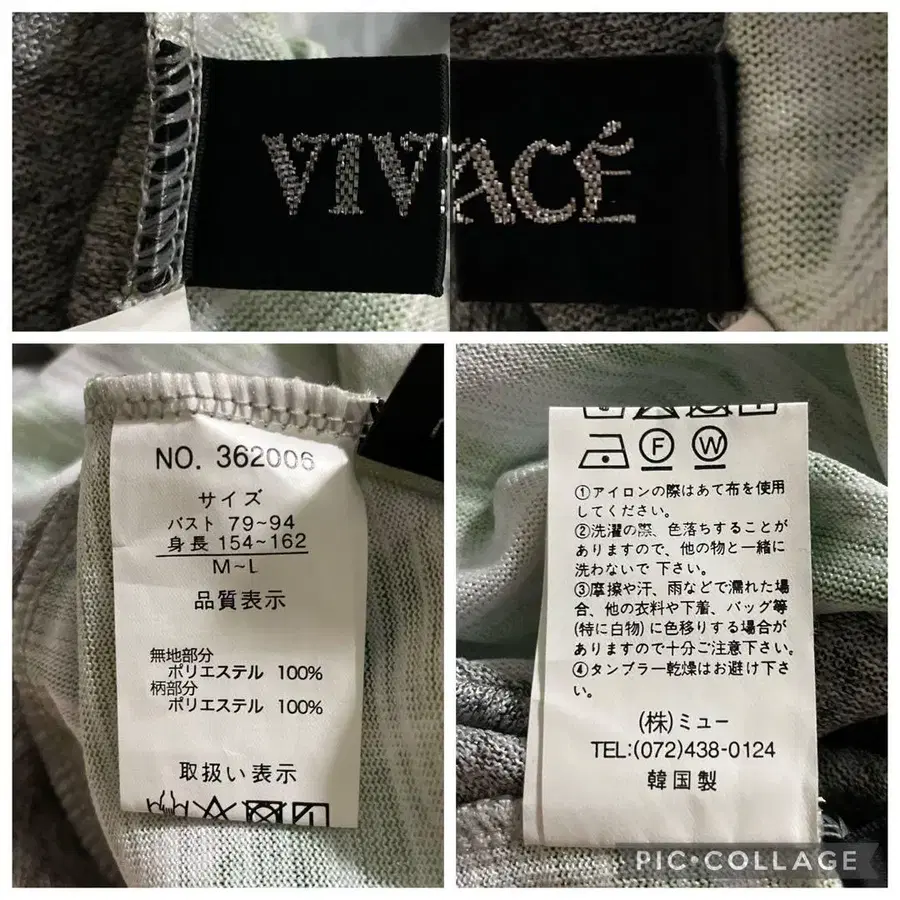 VIVACÉ
NO. 362006
サイズ
バスト 79~94
身長 154~162
M~L
品質表示
無地部分
ポリエステル 100%
柄部分
ポリエステル 100%
取扱い表示
F W
①アイロンの際はあて布を使用
してください。
②洗濯の際、色落ちすることが
ありますので、他の物と一緒に
洗わないで下さい。
③摩擦や汗、雨などで濡れた場
合、他の衣料や下着、バッグ等
(特に白物)に色移りする場合が
ありますので十分ご注意下さい。
④タンブラー乾燥はお避け下さ
い。
(株)ミュー
TEL:(072)438-0124
韓国製
PIC•COLLAGE